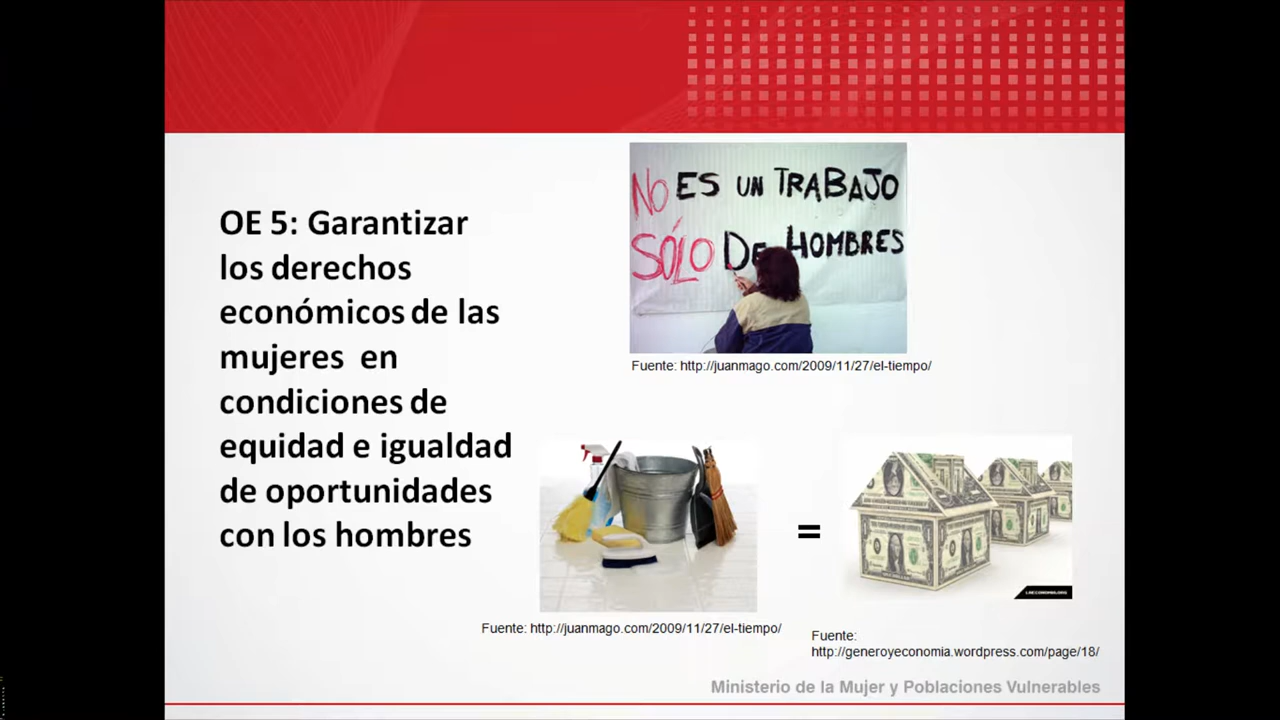 OE 5: Garantizar
los derechos
económicos de las
mujeres en
condiciones de
equidad e igualdad
de oportunidades
con los hombres
NO ES UN TRABAJO
SÓLO DE HOMBRES
Fuente: http://juanmago.com/2009/11/27/el-tiempo/
=
Fuente: http://juanmago.com/2009/11/27/el-tiempo/
Fuente:
http://generoyeconomia.wordpress.com/page/18/
Ministerio de la Mujer y Poblaciones Vulnerables